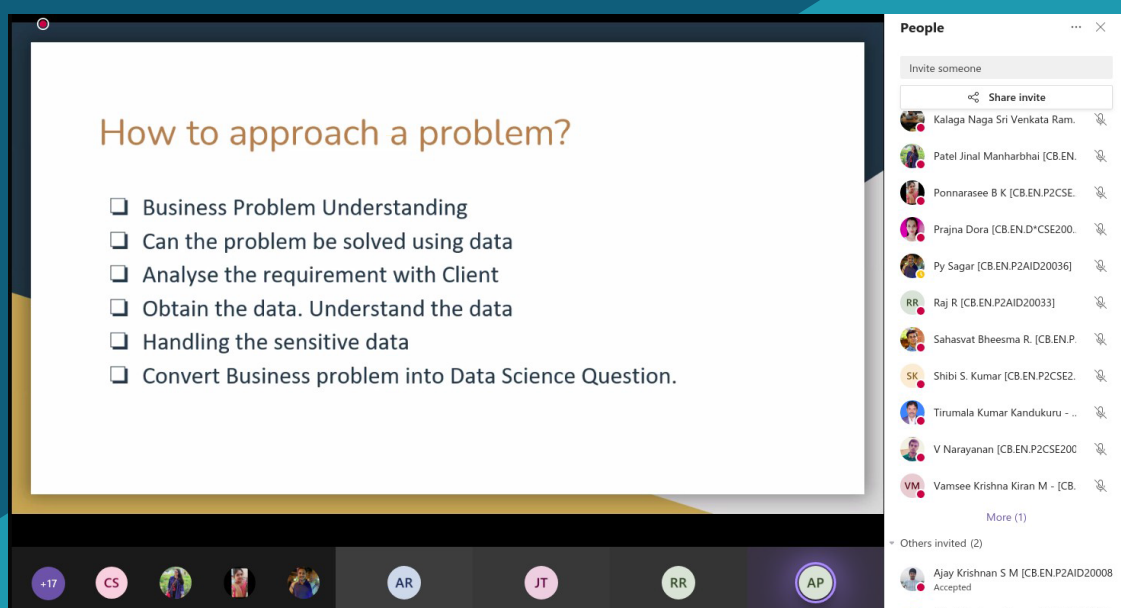 How to approach a problem?
❏ Business Problem Understanding
❏ Can the problem be solved using data
❏ Analyse the requirement with Client
❏ Obtain the data. Understand the data
❏ Handling the sensitive data
❏ Convert Business problem into Data Science Question.
+17
CS
AR
JT
RR
AP
People
Invite someone
Share invite
Kalaga Naga Sri Venkata Ram.
Patel Jinal Manharbhai [CB.EN.
Ponnarasee B K [CB.EN.P2CSE.
Prajna Dora [CB.EN.D*CSE200..
Py Sagar [CB.EN.P2AID20036]
RR Raj R [CB.EN.P2AID20033]
Sahasvat Bheesma R. [CB.EN.P
SK Shibi S. Kumar [CB.EN.P2CSE2.
Tirumala Kumar Kandukuru - ..
V Narayanan [CB.EN.P2CSE200
VM Vamsee Krishna Kiran M - [CB.
More (1)
Others invited (2)
Ajay Krishnan S M [CB.EN.P2AID20008
Accepted